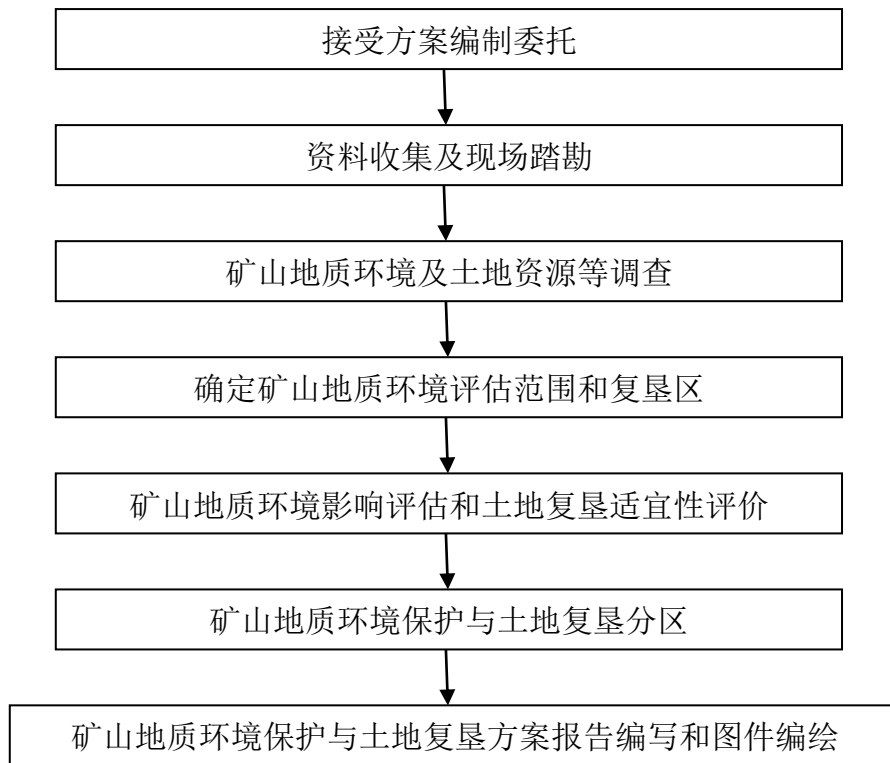 接受方案编制委托
资料收集及现场踏勘
矿山地质环境及土地资源等调查
确定矿山地质环境评估范围和复垦区
矿山地质环境影响评估和土地复垦适宜性评价
矿山地质环境保护与土地复垦分区
矿山地质环境保护与土地复垦方案报告编写和图件编绘